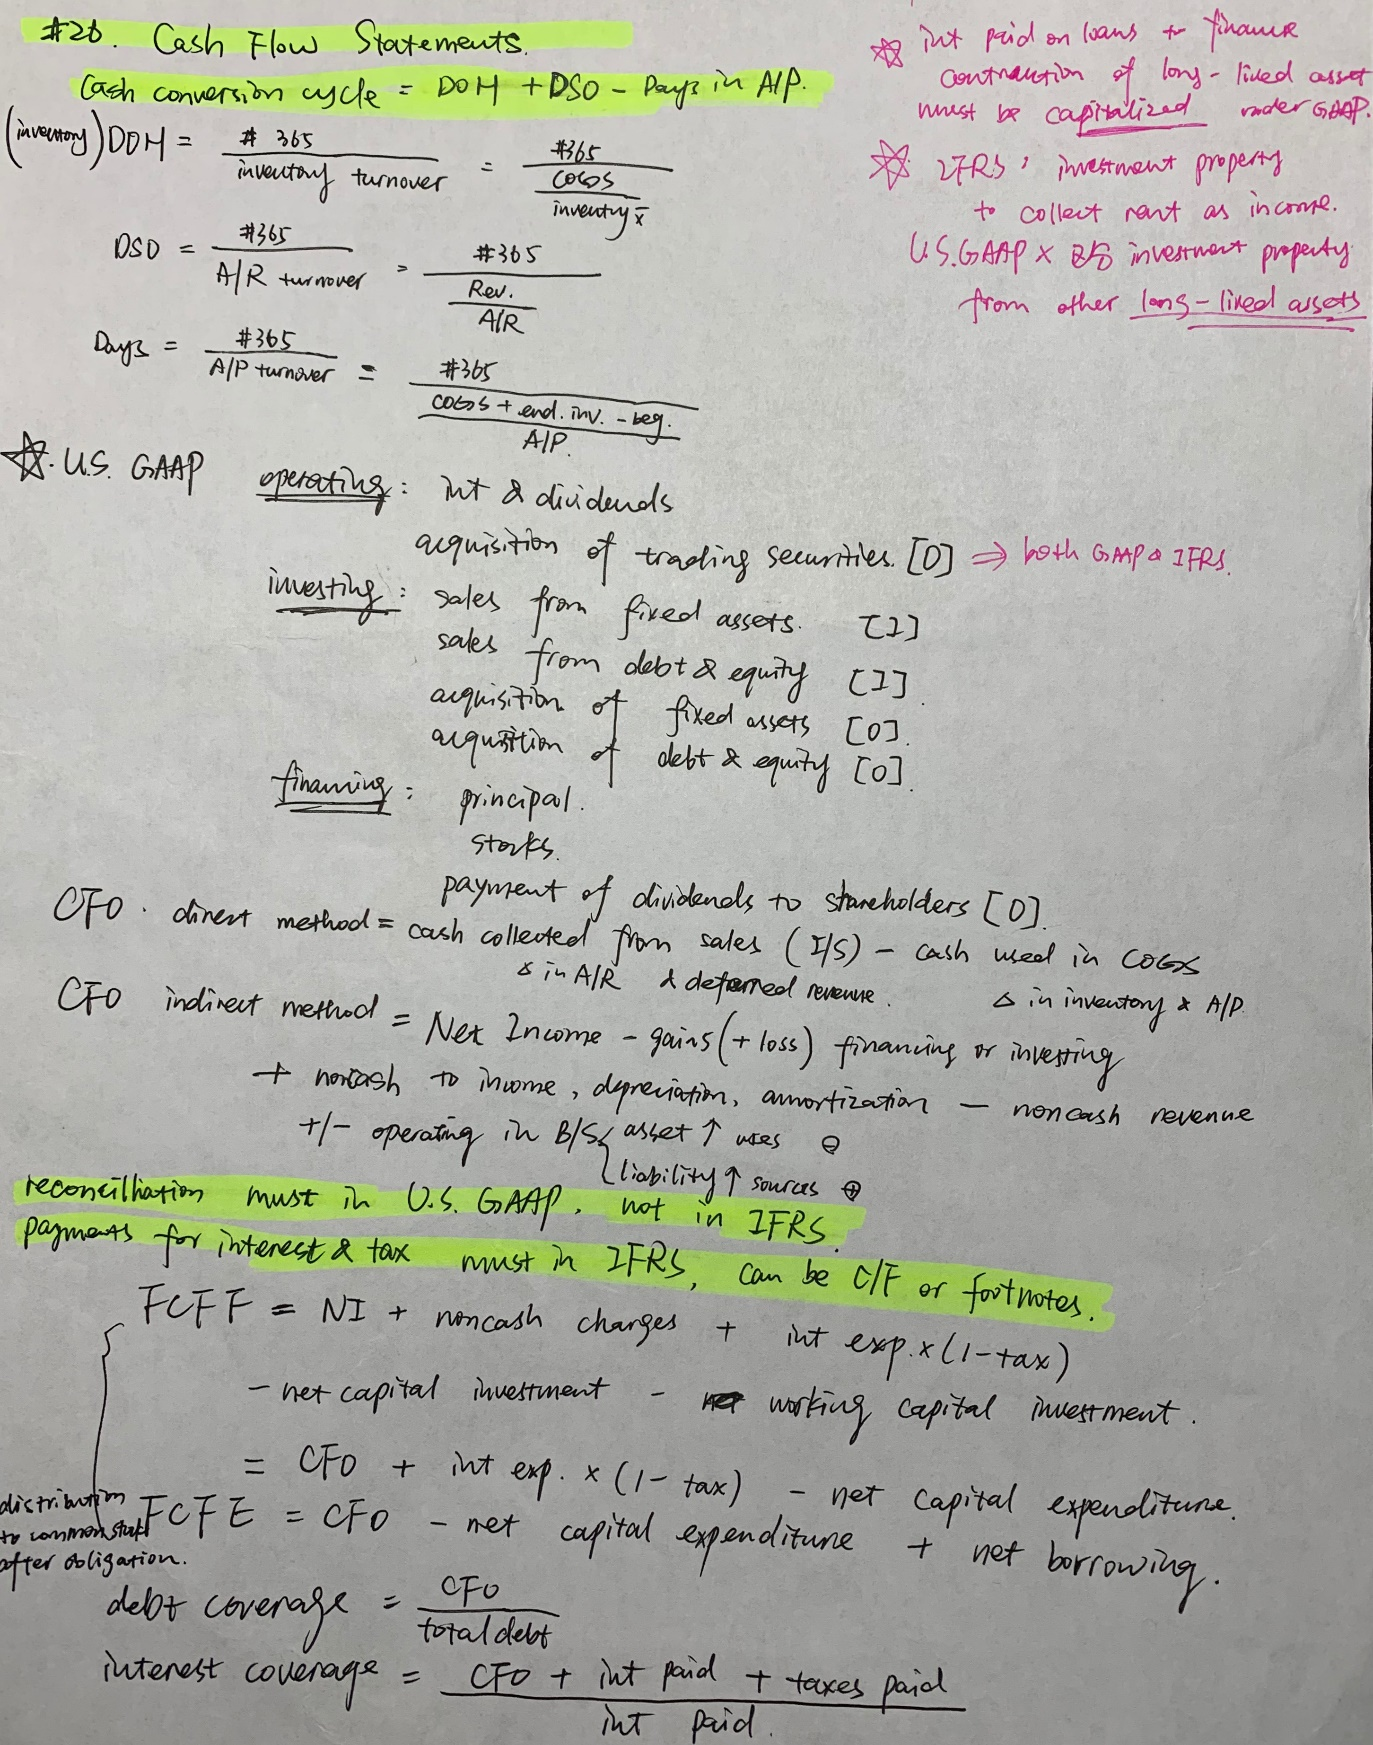 #26. Cash Flow Statements.
Cash conversion cycle = DOH + DSO - Days in A/P.
(inventory) DOH = # 365 / inventory turnover = #365 / COGS / inventory x̄
DSO = #365 / A/R turnover = #365 / Rev. / A/R
Days = #365 / A/P turnover = #365 / COGS + end. inv. - beg. / A/P.
☆ int paid on loans to finance
contruction of long-lived asset
must be capitalized under GAAP.
☆ IFRS, investment property
to collect rent as income.
U.S. GAAP × 区分 investment property
from other long-lived assets
☆. U.S. GAAP operating: int & dividends
acquisition of trading securities. [O] ⇒ both GAAP & IFRS.
investing: sales from fixed assets. [I]
sales from debt & equity [I]
acquisition of fixed assets [O].
acquisition of debt & equity [O].
financing: principal.
stocks.
payment of dividends to shareholders [O].
CFO. direct method = cash collected from sales (I/S) - cash used in COGS
Δ in A/R & deferred revenue. Δ in inventory & A/P
CFO indirect method = Net Income - gains (+ loss) financing or investing
+ noncash to income, depreciation, amortization - noncash revenue
+/- operating in B/S { asset ↑ uses ⊖
liability ↑ sources ⊕
reconcilliation must in U.S. GAAP. not in IFRS.
payments for interest & tax must in IFRS, can be C/F or footnotes.
FCFF = NI + noncash charges + int exp. × (1-tax)
- net capital investment - working capital investment.
= CFO + int exp. × (1-tax) - net capital expenditure.
distribution
to common stock
after obligation.
FCFE = CFO - net capital expenditure + net borrowing.
debt coverage = CFO / total debt
interest coverage = CFO + int paid + taxes paid / int paid.